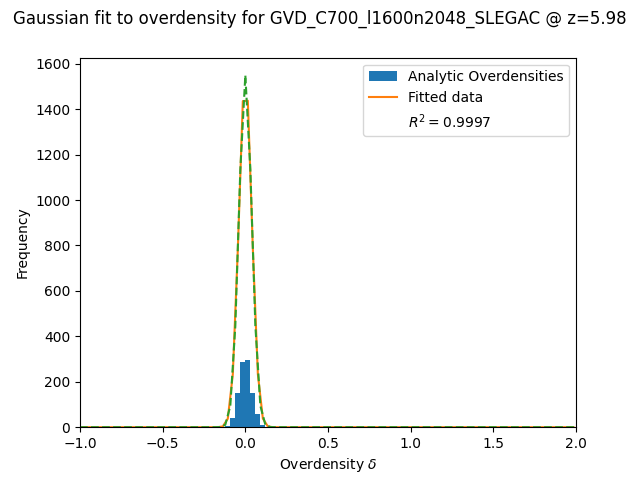 Gaussian fit to overdensity for GVD_C700_l1600n2048_SLEGAC @ z=5.98
Analytic Overdensities
Fitted data
R² = 0.9997
Frequency
1600
1400
1200
1000
800
600
400
200
0
−1.0 −0.5 0.0 0.5 1.0 1.5 2.0
Overdensity δ